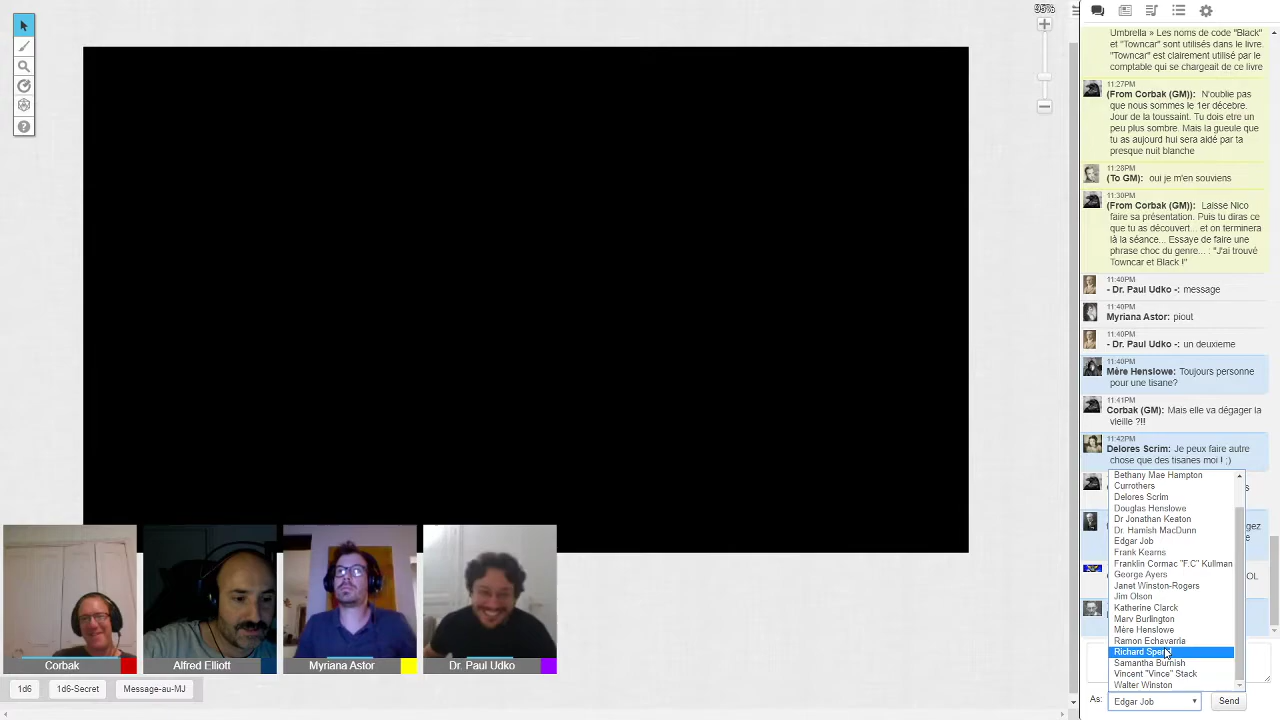 95%
Umbrella » Les noms de code "Black"
et "Towncar" sont utilisés dans le livre.
"Towncar" est clairement utilisé par le
comptable qui se chargeait de ce livre
11:27PM
(From Corbak (GM)): N'oublie pas
que nous sommes le 1er décebre.
Jour de la toussaint. Tu dois etre un
peu plus sombre. Mais la gueule que
tu as aujourd hui sera aidé par ta
presque nuit blanche
11:28PM
(To GM): oui je m'en souviens
11:30PM
(From Corbak (GM)): Laisse Nico
faire sa présentation. Puis tu diras ce
que tu as découvert... et on terminera
là la séance... Essaye de faire une
phrase choc du genre... : "J'ai trouvé
Towncar et Black !"
11:40PM
- Dr. Paul Udko -: message
11:40PM
Myriana Astor: piout
11:40PM
- Dr. Paul Udko -: un deuxieme
11:40PM
Mère Henslowe: Toujours personne
pour une tisane?
11:41PM
Corbak (GM): Mais elle va dégager la
vieille ?!!
11:42PM
Delores Scrim: Je peux faire autre
chose que des tisanes moi ! ;)
Bethany Mae Hampton
Currothers
Delores Scrim
Douglas Henslowe
Dr Jonathan Keaton
Dr. Hamish MacDunn
Edgar Job
Frank Kearns
Franklin Cormac "F.C" Kullman
George Ayers
Janet Winston-Rogers
Jim Olson
Katherine Clarck
Marv Burlington
Mère Henslowe
Ramon Echavarria
Richard
Samantha Burnish
Vincent "Vince" Stack
Walter Winston
As:
Edgar Job
Send
Corbak
Alfred Elliott
Myriana Astor
Dr. Paul Udko
1d6
1d6-Secret
Message-au-MJ